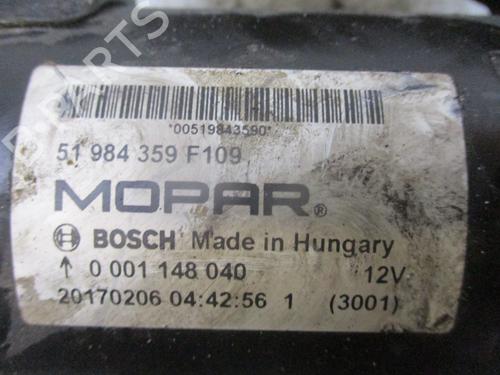 *00519843590*
51 984 359 F109
MOPAR®
BOSCH Made in Hungary
↑ 0 001 148 040 12V
20170206 04:42:56 1 (3001)